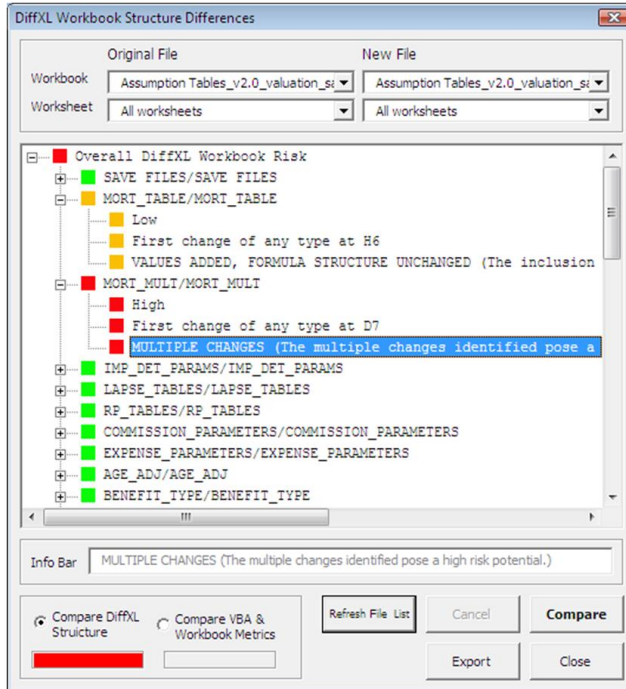 DiffXL Workbook Structure Differences
Original File New File
Workbook Assumption Tables_v2.0_valuation_sa Assumption Tables_v2.0_valuation_sa
Worksheet All worksheets All worksheets
Overall DiffXL Workbook Risk
SAVE FILES/SAVE FILES
MORT_TABLE/MORT_TABLE
Low
First change of any type at H6
VALUES ADDED, FORMULA STRUCTURE UNCHANGED (The inclusion
MORT_MULT/MORT_MULT
High
First change of any type at D7
MULTIPLE CHANGES (The multiple changes identified pose a
IMP_DET_PARAMS/IMP_DET_PARAMS
LAPSE_TABLES/LAPSE_TABLES
RP_TABLES/RP_TABLES
COMMISSION_PARAMETERS/COMMISSION_PARAMETERS
EXPENSE_PARAMETERS/EXPENSE_PARAMETERS
AGE_ADJ/AGE_ADJ
BENEFIT_TYPE/BENEFIT_TYPE
Info Bar MULTIPLE CHANGES (The multiple changes identified pose a high risk potential.)
Compare DiffXL Compare VBA & Refresh File List Cancel Compare
Struicture Workbook Metrics
Export Close